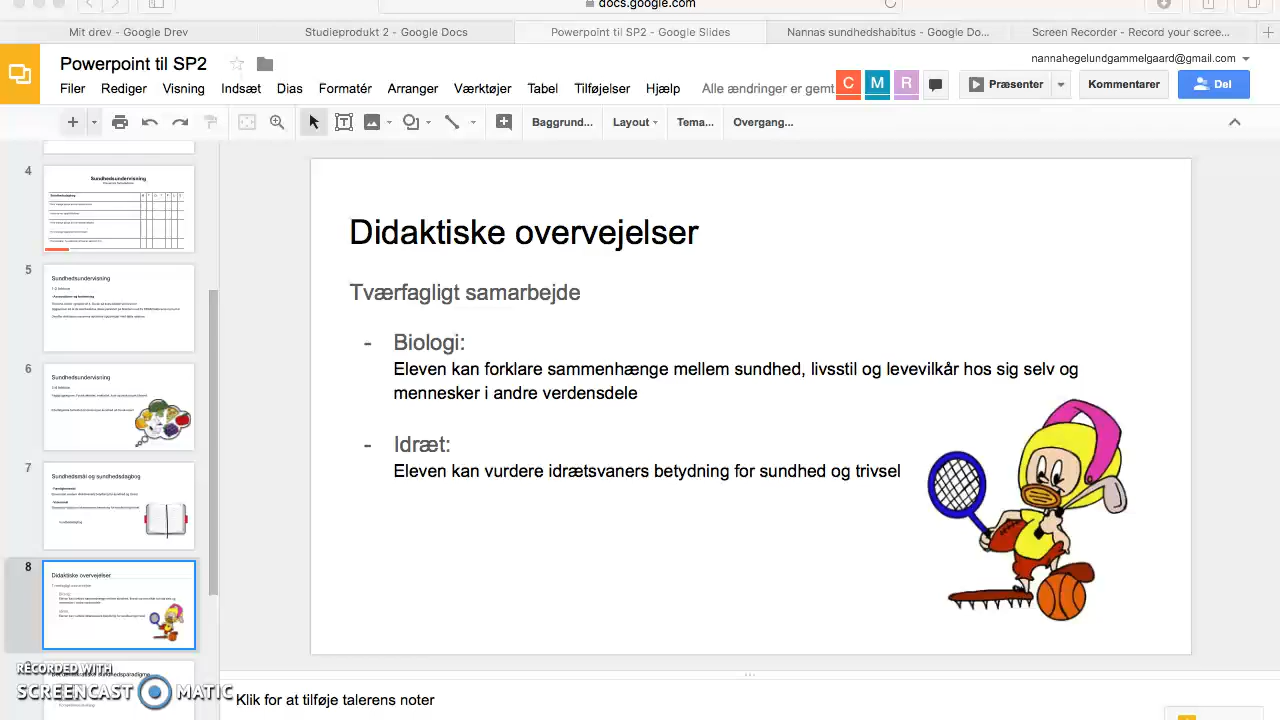 docs.google.com
Mit drev - Google Drev
Studieprodukt 2 - Google Docs
Powerpoint til SP2 - Google Slides
Nannas sundhedshabitus - Google Do...
Screen Recorder - Record your scree...
Powerpoint til SP2
nannahegelundgammelgaard@gmail.com
Filer Rediger Visning Indsæt Dias Formatér Arranger Værktøjer Tabel Tilføjelser Hjælp Alle ændringer er gemt
C M R
Præsenter
Kommentarer
Del
Baggrund... Layout Tema... Overgang...
4
Sundhedsundervisning
5
Sundhedsundervisning
6
Sundhedsundervisning
7
Sundhedsmål og sundhedsdagbog
8
Didaktiske overvejelser
Didaktiske overvejelser
Tværfagligt samarbejde
- Biologi:
Eleven kan forklare sammenhænge mellem sundhed, livsstil og levevilkår hos sig selv og
mennesker i andre verdensdele
- Idræt:
Eleven kan vurdere idrætsvaners betydning for sundhed og trivsel
RECORDED WITH
SCREENCAST MATIC
Klik for at tilføje talerens noter